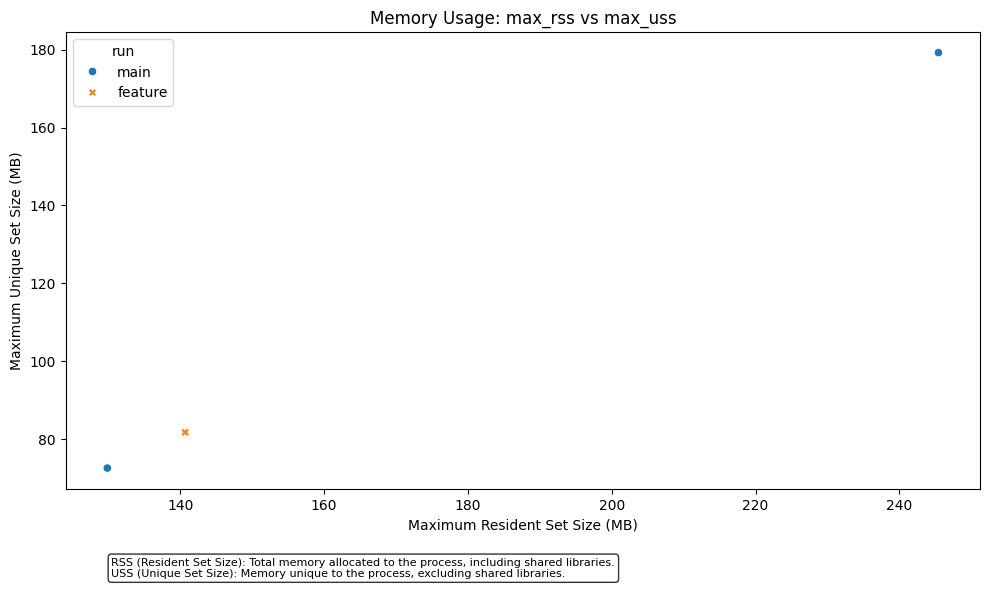 Memory Usage: max_rss vs max_uss
run
main
feature
180
160
140
120
100
80
Maximum Unique Set Size (MB)
140
160
180
200
220
240
Maximum Resident Set Size (MB)
RSS (Resident Set Size): Total memory allocated to the process, including shared libraries.
USS (Unique Set Size): Memory unique to the process, excluding shared libraries.